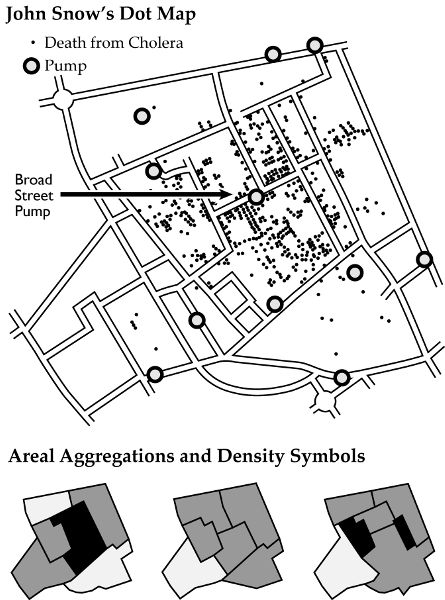 John Snow's Dot Map
• Death from Cholera
Pump
Broad
Street
Pump
Areal Aggregations and Density Symbols